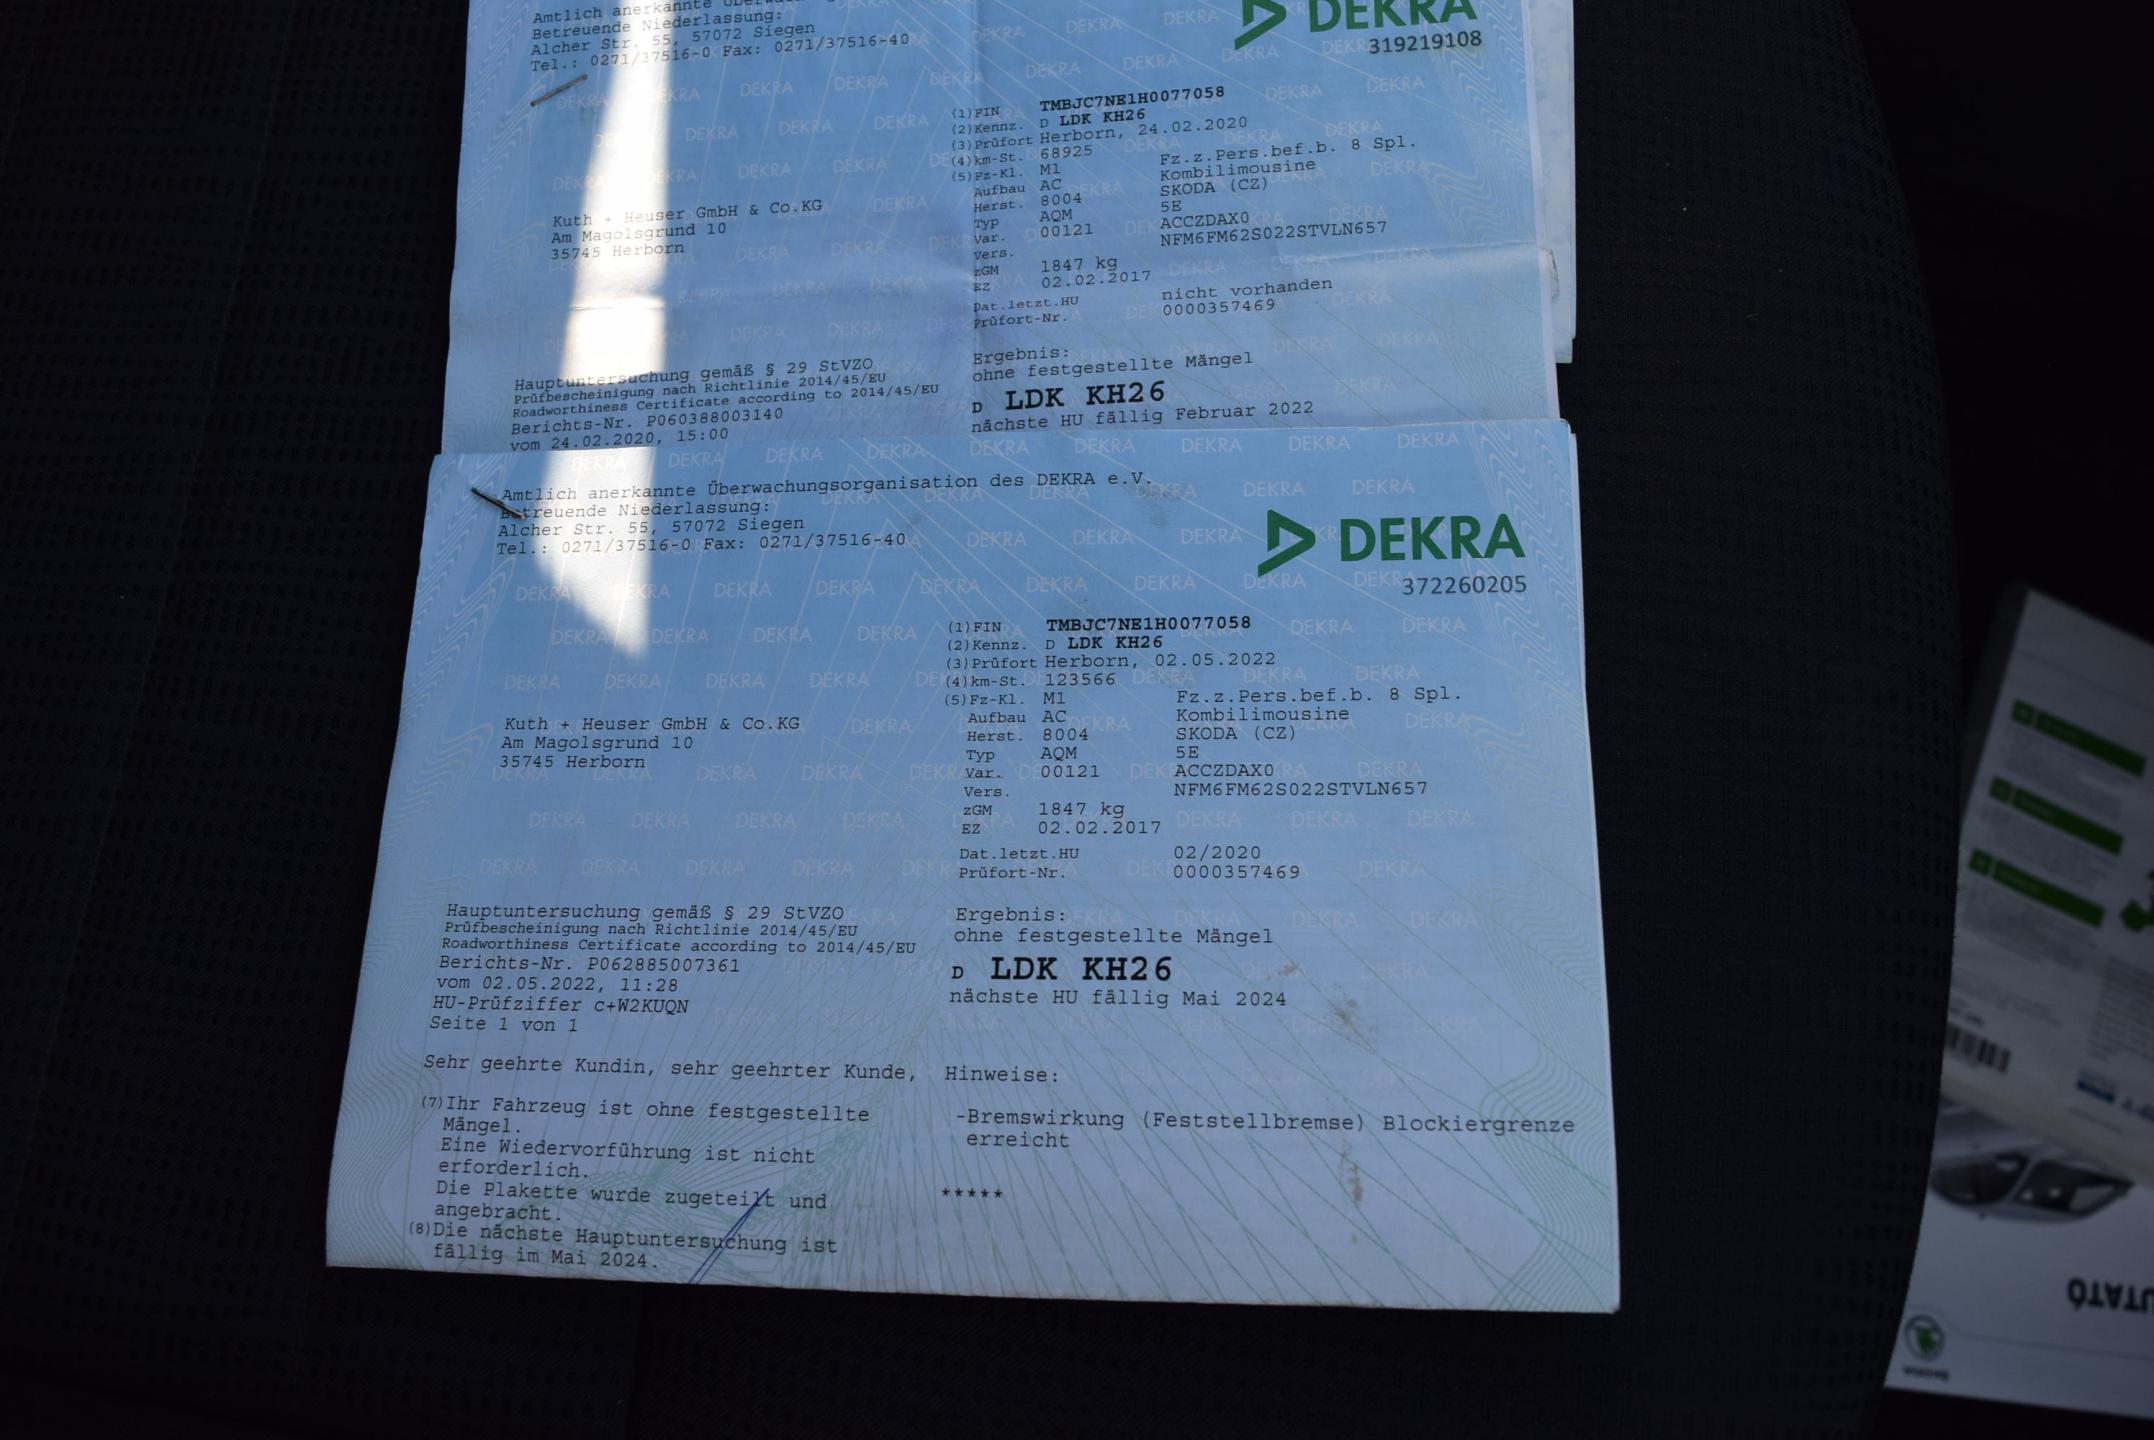 Amtlich anerkannte
Betreuende Niederlassung:
Alcher Str. 55, 57072 Siegen
Tel.: 0271/37516-0 Fax: 0271/37516-40
DEKRA
319219108
(1)FIN TMBJC7NE1H0077058
(2)Kennz. D LDK KH26
(3)Prüfort Herborn, 24.02.2020
(4)km-St. 68925
(5)Fz-Kl. M1 Fz.z.Pers.bef.b. 8 Spl.
Aufbau AC Kombilimousine
Herst. 8004 SKODA (CZ)
Typ AQM 5E
Var. 00121 ACCZDAX0
Vers. NFM6FM62S022STVLN657
zGM 1847 kg
EZ 02.02.2017
Dat.letzt.HU nicht vorhanden
Prüfort-Nr. 0000357469
Kuth + Heuser GmbH & Co.KG
Am Magolsgrund 10
35745 Herborn
Hauptuntersuchung gemäß § 29 StVZO
Prüfbescheinigung nach Richtlinie 2014/45/EU
Roadworthiness Certificate according to 2014/45/EU
Berichts-Nr. P060388003140
vom 24.02.2020, 15:00
Ergebnis:
ohne festgestellte Mängel
D LDK KH26
nächste HU fällig Februar 2022
Amtlich anerkannte Überwachungsorganisation des DEKRA e.V.
Betreuende Niederlassung:
Alcher Str. 55, 57072 Siegen
Tel.: 0271/37516-0 Fax: 0271/37516-40
DEKRA
372260205
(1)FIN TMBJC7NE1H0077058
(2)Kennz. D LDK KH26
(3)Prüfort Herborn, 02.05.2022
(4)km-St. 123566
(5)Fz-Kl. M1 Fz.z.Pers.bef.b. 8 Spl.
Aufbau AC Kombilimousine
Herst. 8004 SKODA (CZ)
Typ AQM 5E
Var. 00121 ACCZDAX0
Vers. NFM6FM62S022STVLN657
zGM 1847 kg
EZ 02.02.2017
Dat.letzt.HU 02/2020
Prüfort-Nr. 0000357469
Kuth + Heuser GmbH & Co.KG
Am Magolsgrund 10
35745 Herborn
Hauptuntersuchung gemäß § 29 StVZO
Prüfbescheinigung nach Richtlinie 2014/45/EU
Roadworthiness Certificate according to 2014/45/EU
Berichts-Nr. P062885007361
vom 02.05.2022, 11:28
HU-Prüfziffer c+W2KUQN
Seite 1 von 1
Ergebnis:
ohne festgestellte Mängel
D LDK KH26
nächste HU fällig Mai 2024
Sehr geehrte Kundin, sehr geehrter Kunde,
(7)Ihr Fahrzeug ist ohne festgestellte
Mängel.
Eine Wiedervorführung ist nicht
erforderlich.
Die Plakette wurde zugeteilt und
angebracht.
(8)Die nächste Hauptuntersuchung ist
fällig im Mai 2024.
Hinweise:
-Bremswirkung (Feststellbremse) Blockiergrenze
erreicht
*****
UTATÓ
SKODA